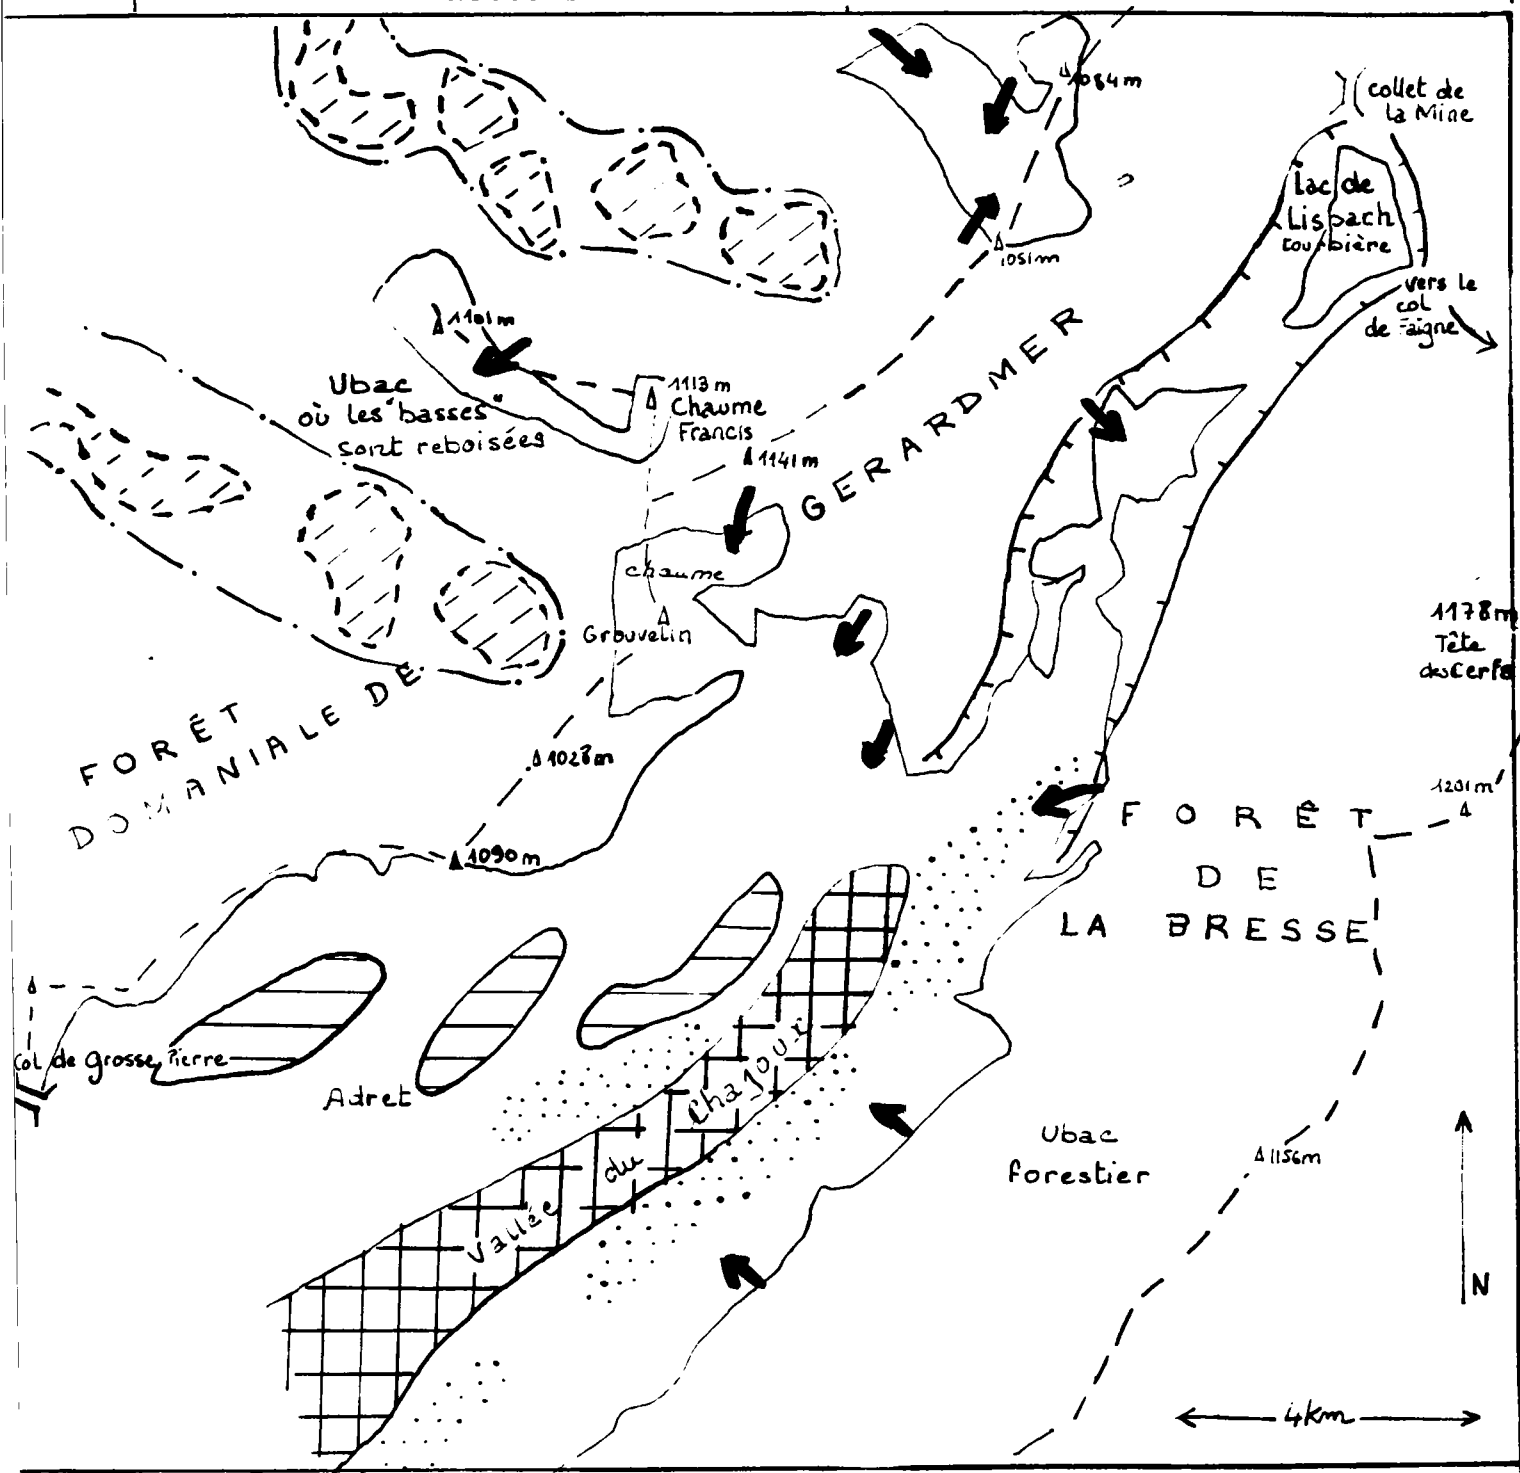 1084m
collet de
la Mine
Lac de
Lispach
tourbière
1051m
vers le
col
de Faigne
1101m
Ubac
où les "basses"
sont reboisées
1113m
Chaume
Francis
1141m
GERARDMER
chaume
Grouvelin
1178m
Tête
des Cerfs
FORÊT
DOMANIALE DE
1028m
1201m
1090m
FORÊT
DE
LA BRESSE
Col de grosse Pierre
Adret
Vallée du Chajoux
Ubac
forestier
1156m
N
4km